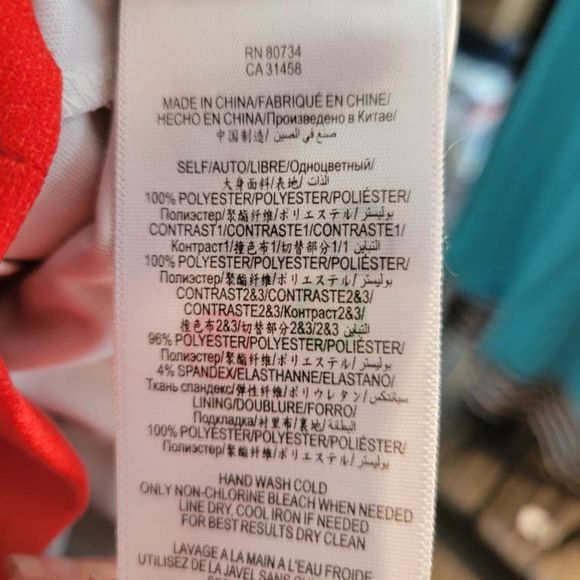 RN 80734
CA 31458
MADE IN CHINA/FABRIQUÉ EN CHINE/
HECHO EN CHINA/Произведено в Китае/
中国制造/ صنع في الصين/
SELF/AUTO/LIBRE/Одноцветный/
大身面料/表地/ الذات/
100% POLYESTER/POLYESTER/POLIÉSTER/
Полиэстер/聚酯纤维/ポリエステル/ بوليستر/
CONTRAST1/CONTRASTE1/CONTRASTE1/
Контраст1/撞色布1/切替部分1/1 التباين/
100% POLYESTER/POLYESTER/POLIÉSTER/
Полиэстер/聚酯纤维/ポリエステル/ بوليستر/
CONTRAST2&3/CONTRASTE2&3/
CONTRASTE2&3/Контраст2&3/
撞色布2&3/切替部分2&3/2&3 التباين/
96% POLYESTER/POLYESTER/POLIÉSTER/
Полиэстер/聚酯纤维/ポリエステル/ بوليستر/
4% SPANDEX/ELASTHANNE/ELASTANO/
Ткань спандекс/弹性纤维/ポリウレタン/ سباندكس/
LINING/DOUBLURE/FORRO/
Подкладка/衬里布/裏地/ البطانة/
100% POLYESTER/POLYESTER/POLIÉSTER/
Полиэстер/聚酯纤维/ポリエステル/ بوليستر/
HAND WASH COLD
ONLY NON-CHLORINE BLEACH WHEN NEEDED
LINE DRY, COOL IRON IF NEEDED
FOR BEST RESULTS DRY CLEAN
LAVAGE A LA MAIN A L'EAU FROIDE
UTILISEZ DE LA JAVEL SANS